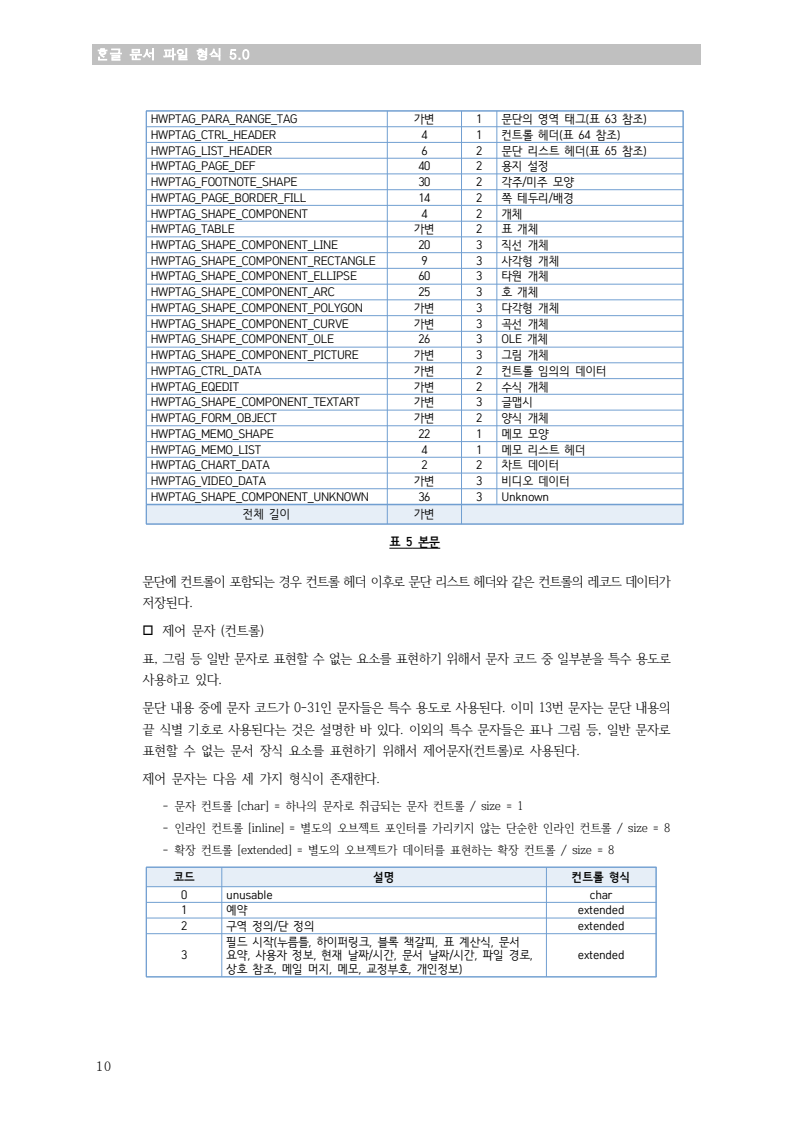 한글 문서 파일 형식 5.0
HWPTAG_PARA_RANGE_TAG 가변 1 문단의 영역 태그(표 63 참조)
HWPTAG_CTRL_HEADER 4 1 컨트롤 헤더(표 64 참조)
HWPTAG_LIST_HEADER 6 2 문단 리스트 헤더(표 65 참조)
HWPTAG_PAGE_DEF 40 2 용지 설정
HWPTAG_FOOTNOTE_SHAPE 30 2 각주/미주 모양
HWPTAG_PAGE_BORDER_FILL 14 2 쪽 테두리/배경
HWPTAG_SHAPE_COMPONENT 4 2 개체
HWPTAG_TABLE 가변 2 표 개체
HWPTAG_SHAPE_COMPONENT_LINE 20 3 직선 개체
HWPTAG_SHAPE_COMPONENT_RECTANGLE 9 3 사각형 개체
HWPTAG_SHAPE_COMPONENT_ELLIPSE 60 3 타원 개체
HWPTAG_SHAPE_COMPONENT_ARC 25 3 호 개체
HWPTAG_SHAPE_COMPONENT_POLYGON 가변 3 다각형 개체
HWPTAG_SHAPE_COMPONENT_CURVE 가변 3 곡선 개체
HWPTAG_SHAPE_COMPONENT_OLE 26 3 OLE 개체
HWPTAG_SHAPE_COMPONENT_PICTURE 가변 3 그림 개체
HWPTAG_CTRL_DATA 가변 2 컨트롤 임의의 데이터
HWPTAG_EQEDIT 가변 2 수식 개체
HWPTAG_SHAPE_COMPONENT_TEXTART 가변 3 글맵시
HWPTAG_FORM_OBJECT 가변 2 양식 개체
HWPTAG_MEMO_SHAPE 22 1 메모 모양
HWPTAG_MEMO_LIST 4 1 메모 리스트 헤더
HWPTAG_CHART_DATA 2 2 차트 데이터
HWPTAG_VIDEO_DATA 가변 3 비디오 데이터
HWPTAG_SHAPE_COMPONENT_UNKNOWN 36 3 Unknown
전체 길이 가변
표 5 본문
문단에 컨트롤이 포함되는 경우 컨트롤 헤더 이후로 문단 리스트 헤더와 같은 컨트롤의 레코드 데이터가
저장된다.
□ 제어 문자 (컨트롤)
표, 그림 등 일반 문자로 표현할 수 없는 요소를 표현하기 위해서 문자 코드 중 일부분을 특수 용도로
사용하고 있다.
문단 내용 중에 문자 코드가 0-31인 문자들은 특수 용도로 사용된다. 이미 13번 문자는 문단 내용의
끝 식별 기호로 사용된다는 것은 설명한 바 있다. 이외의 특수 문자들은 표나 그림 등, 일반 문자로
표현할 수 없는 문서 장식 요소를 표현하기 위해서 제어문자(컨트롤)로 사용된다.
제어 문자는 다음 세 가지 형식이 존재한다.
- 문자 컨트롤 [char] = 하나의 문자로 취급되는 문자 컨트롤 / size = 1
- 인라인 컨트롤 [inline] = 별도의 오브젝트 포인터를 가리키지 않는 단순한 인라인 컨트롤 / size = 8
- 확장 컨트롤 [extended] = 별도의 오브젝트가 데이터를 표현하는 확장 컨트롤 / size = 8
코드 설명 컨트롤 형식
0 unusable char
1 예약 extended
2 구역 정의/단 정의 extended
필드 시작(누름틀, 하이퍼링크, 블록 책갈피, 표 계산식, 문서
3 요약, 사용자 정보, 현재 날짜/시간, 문서 날짜/시간, 파일 경로, extended
상호 참조, 메일 머지, 메모, 교정부호, 개인정보)
10